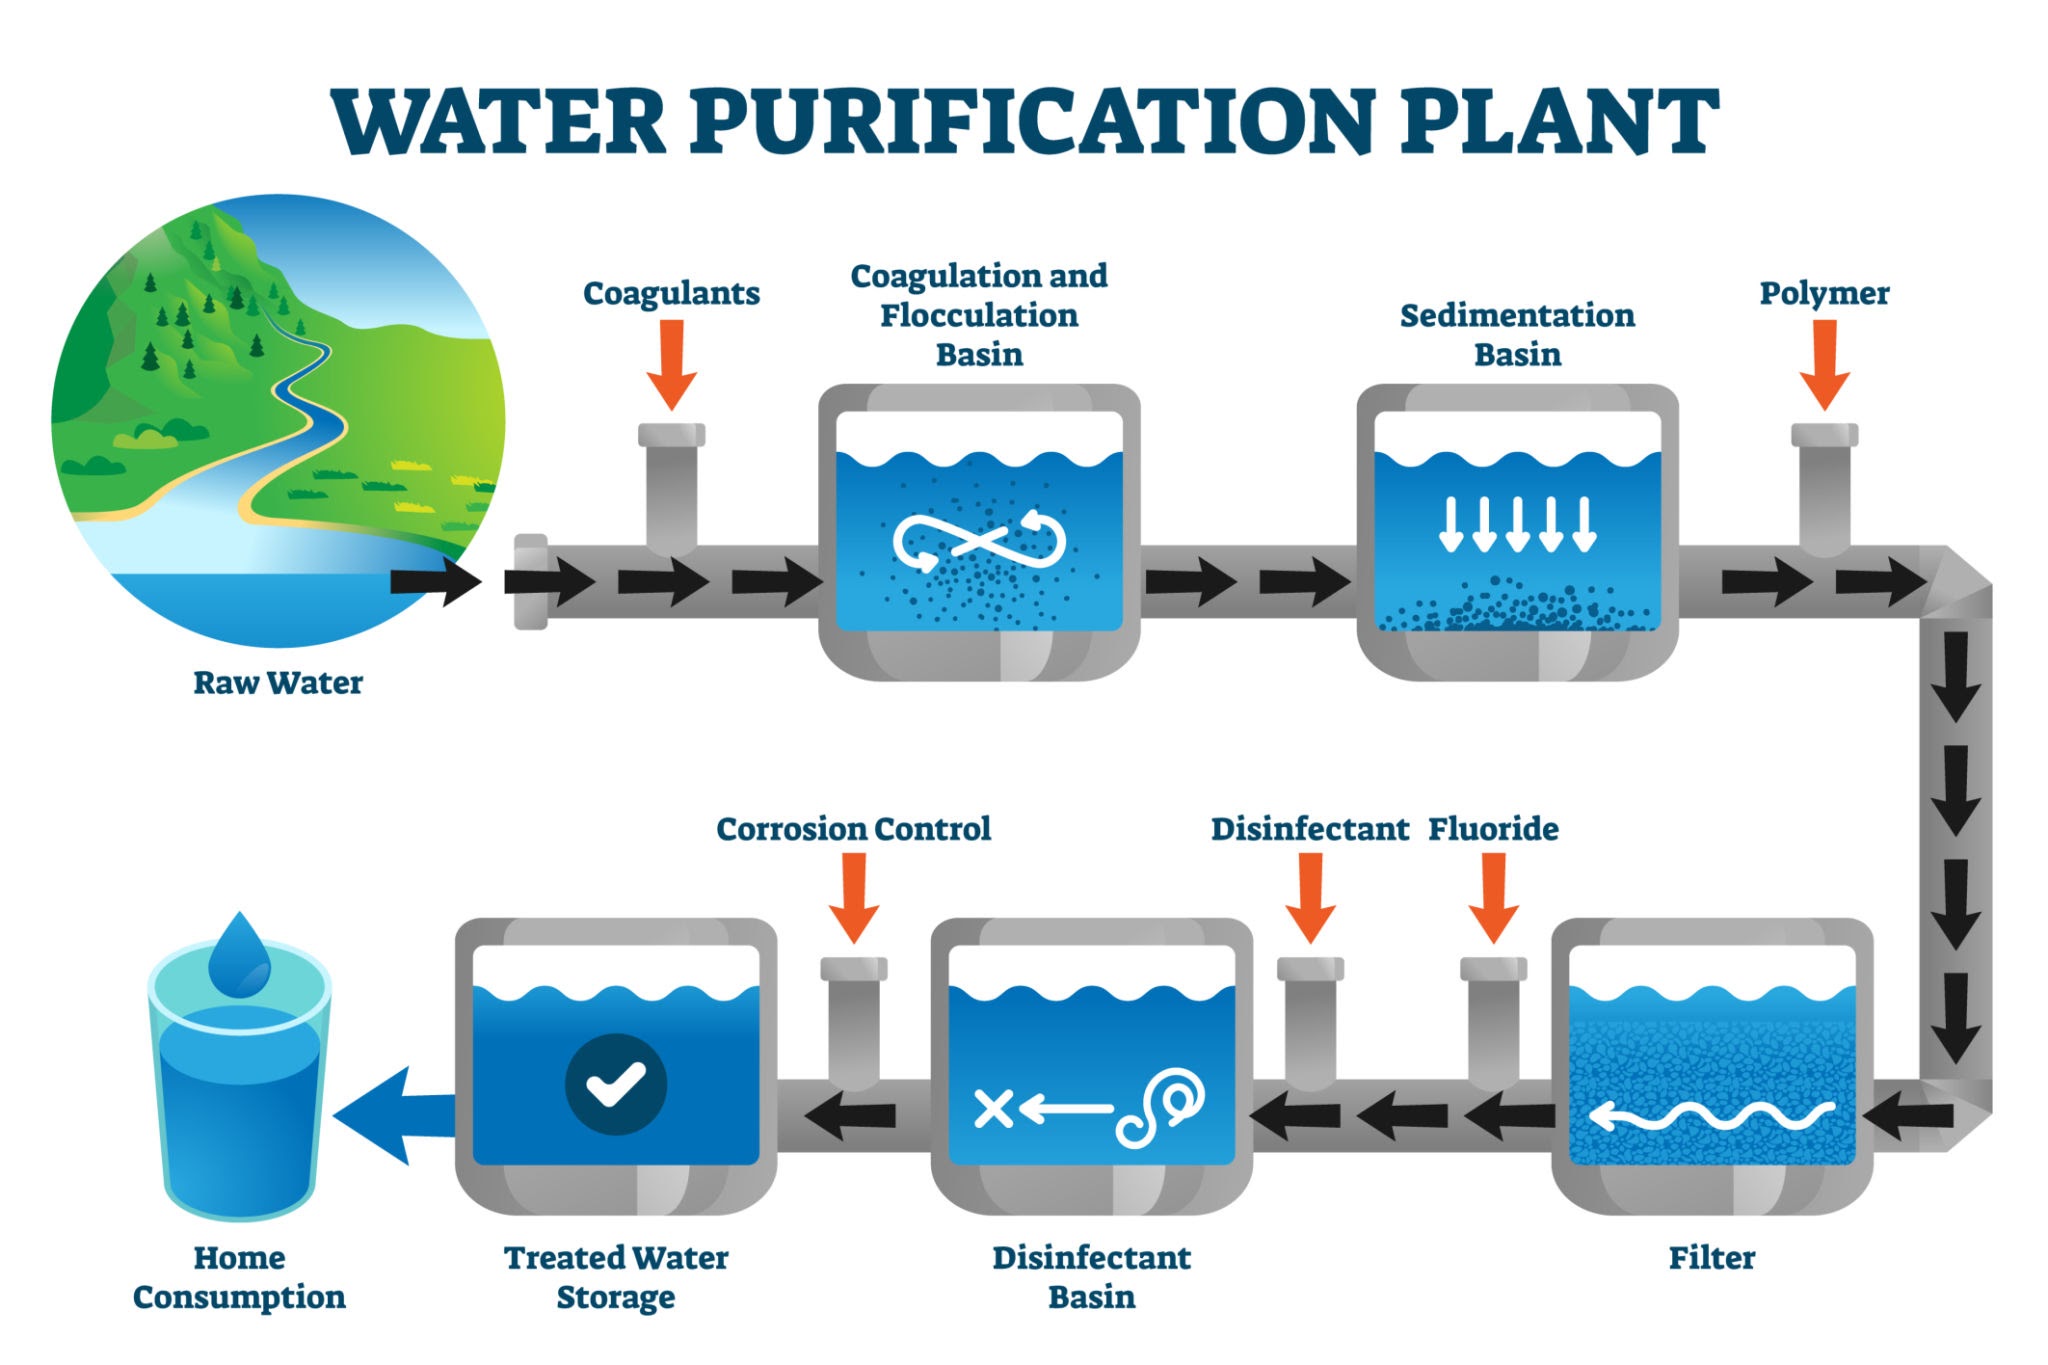 WATER PURIFICATION PLANT
Coagulants
Coagulation and
Flocculation
Basin
Sedimentation
Basin
Polymer
Raw Water
Corrosion Control
Disinfectant
Fluoride
Home
Consumption
Treated Water
Storage
Disinfectant
Basin
Filter